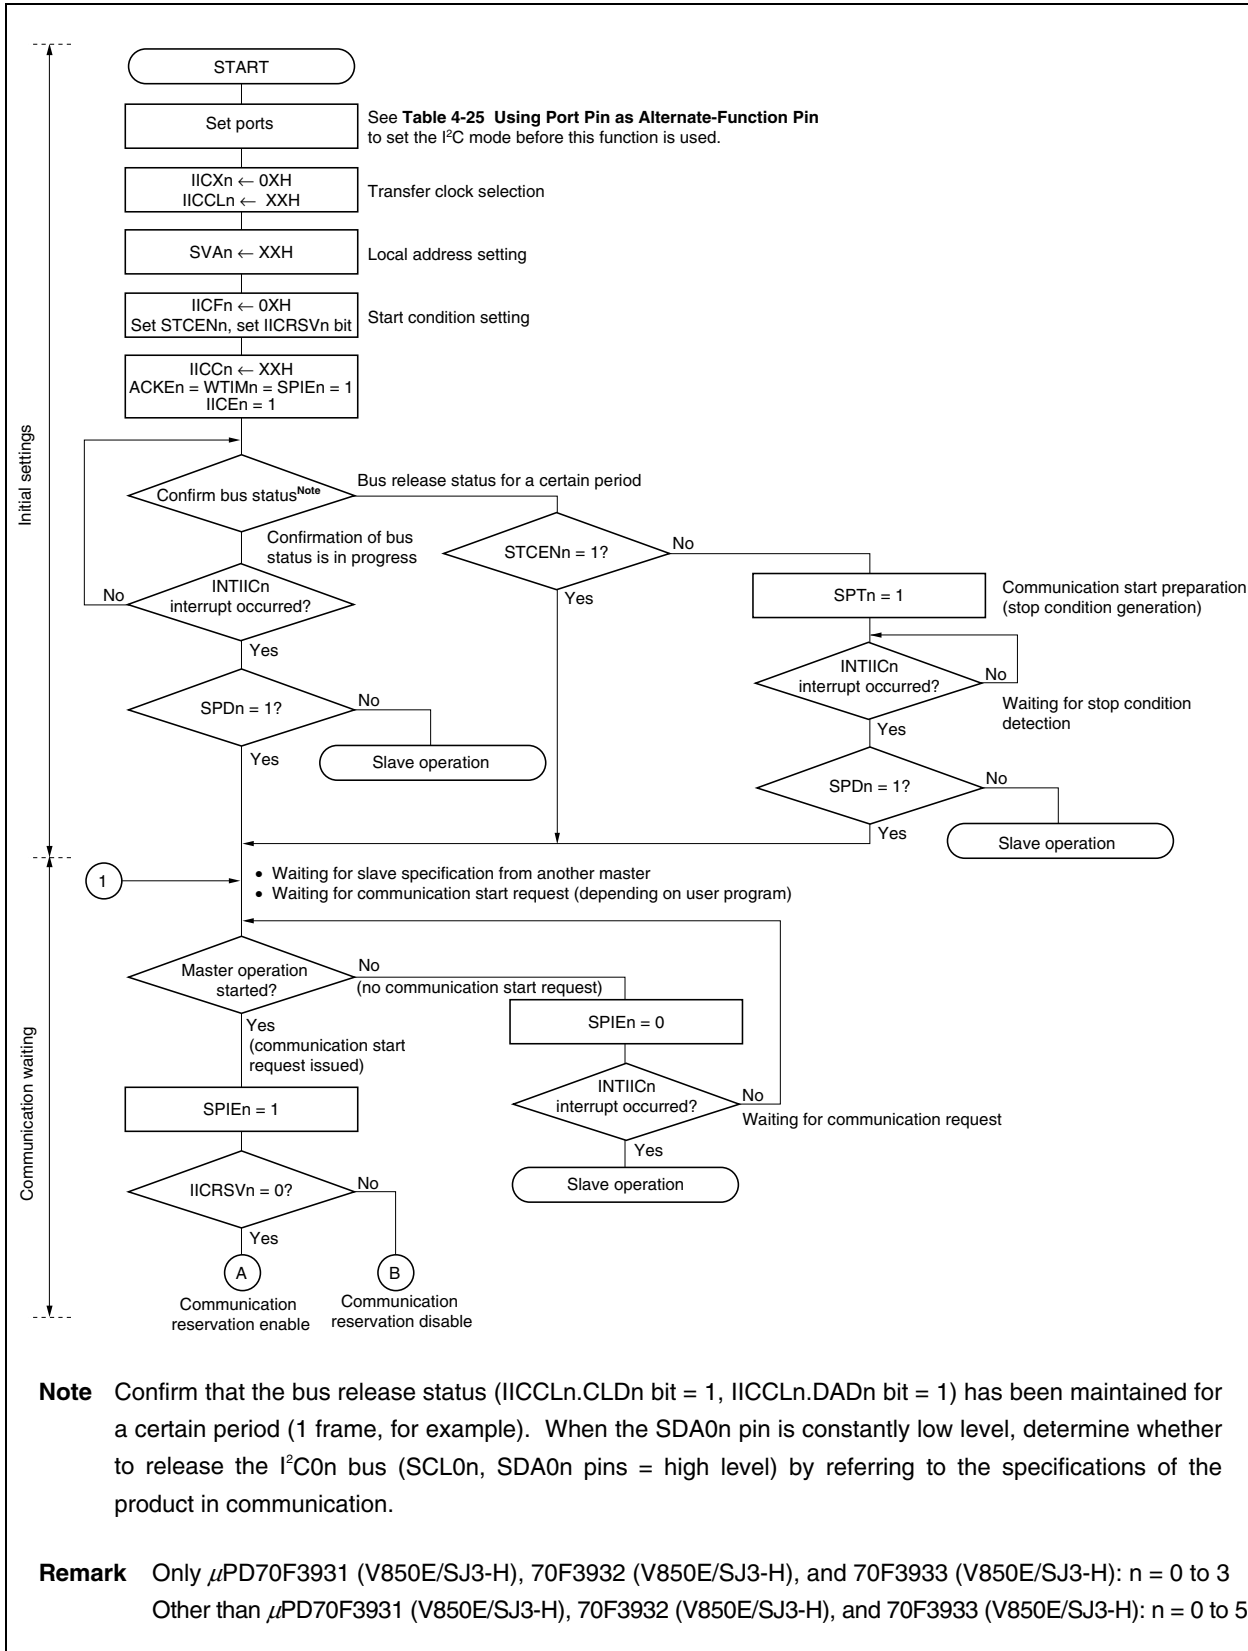 START
Set ports
See Table 4-25 Using Port Pin as Alternate-Function Pin
to set the I²C mode before this function is used.
IICXn ← 0XH
IICCLn ← XXH
Transfer clock selection
SVAn ← XXH
Local address setting
IICFn ← 0XH
Set STCENn, set IICRSVn bit
Start condition setting
IICCn ← XXH
ACKEn = WTIMn = SPIEn = 1
IICEn = 1
Initial settings
Confirm bus statusNote
Bus release status for a certain period
Confirmation of bus
status is in progress
STCENn = 1?
No
Yes
SPTn = 1
Communication start preparation
(stop condition generation)
INTIICn
interrupt occurred?
No
Yes
INTIICn
interrupt occurred?
No
Waiting for stop condition
detection
Yes
SPDn = 1?
No
Yes
Slave operation
SPDn = 1?
No
Yes
Slave operation
1
• Waiting for slave specification from another master
• Waiting for communication start request (depending on user program)
Communication waiting
Master operation
started?
No
(no communication start request)
Yes
(communication start
request issued)
SPIEn = 0
INTIICn
interrupt occurred?
No
Waiting for communication request
Yes
Slave operation
SPIEn = 1
IICRSVn = 0?
No
Yes
A
B
Communication
reservation enable
Communication
reservation disable
Note Confirm that the bus release status (IICCLn.CLDn bit = 1, IICCLn.DADn bit = 1) has been maintained for
a certain period (1 frame, for example). When the SDA0n pin is constantly low level, determine whether
to release the I²C0n bus (SCL0n, SDA0n pins = high level) by referring to the specifications of the
product in communication.
Remark Only μPD70F3931 (V850E/SJ3-H), 70F3932 (V850E/SJ3-H), and 70F3933 (V850E/SJ3-H): n = 0 to 3
Other than μPD70F3931 (V850E/SJ3-H), 70F3932 (V850E/SJ3-H), and 70F3933 (V850E/SJ3-H): n = 0 to 5